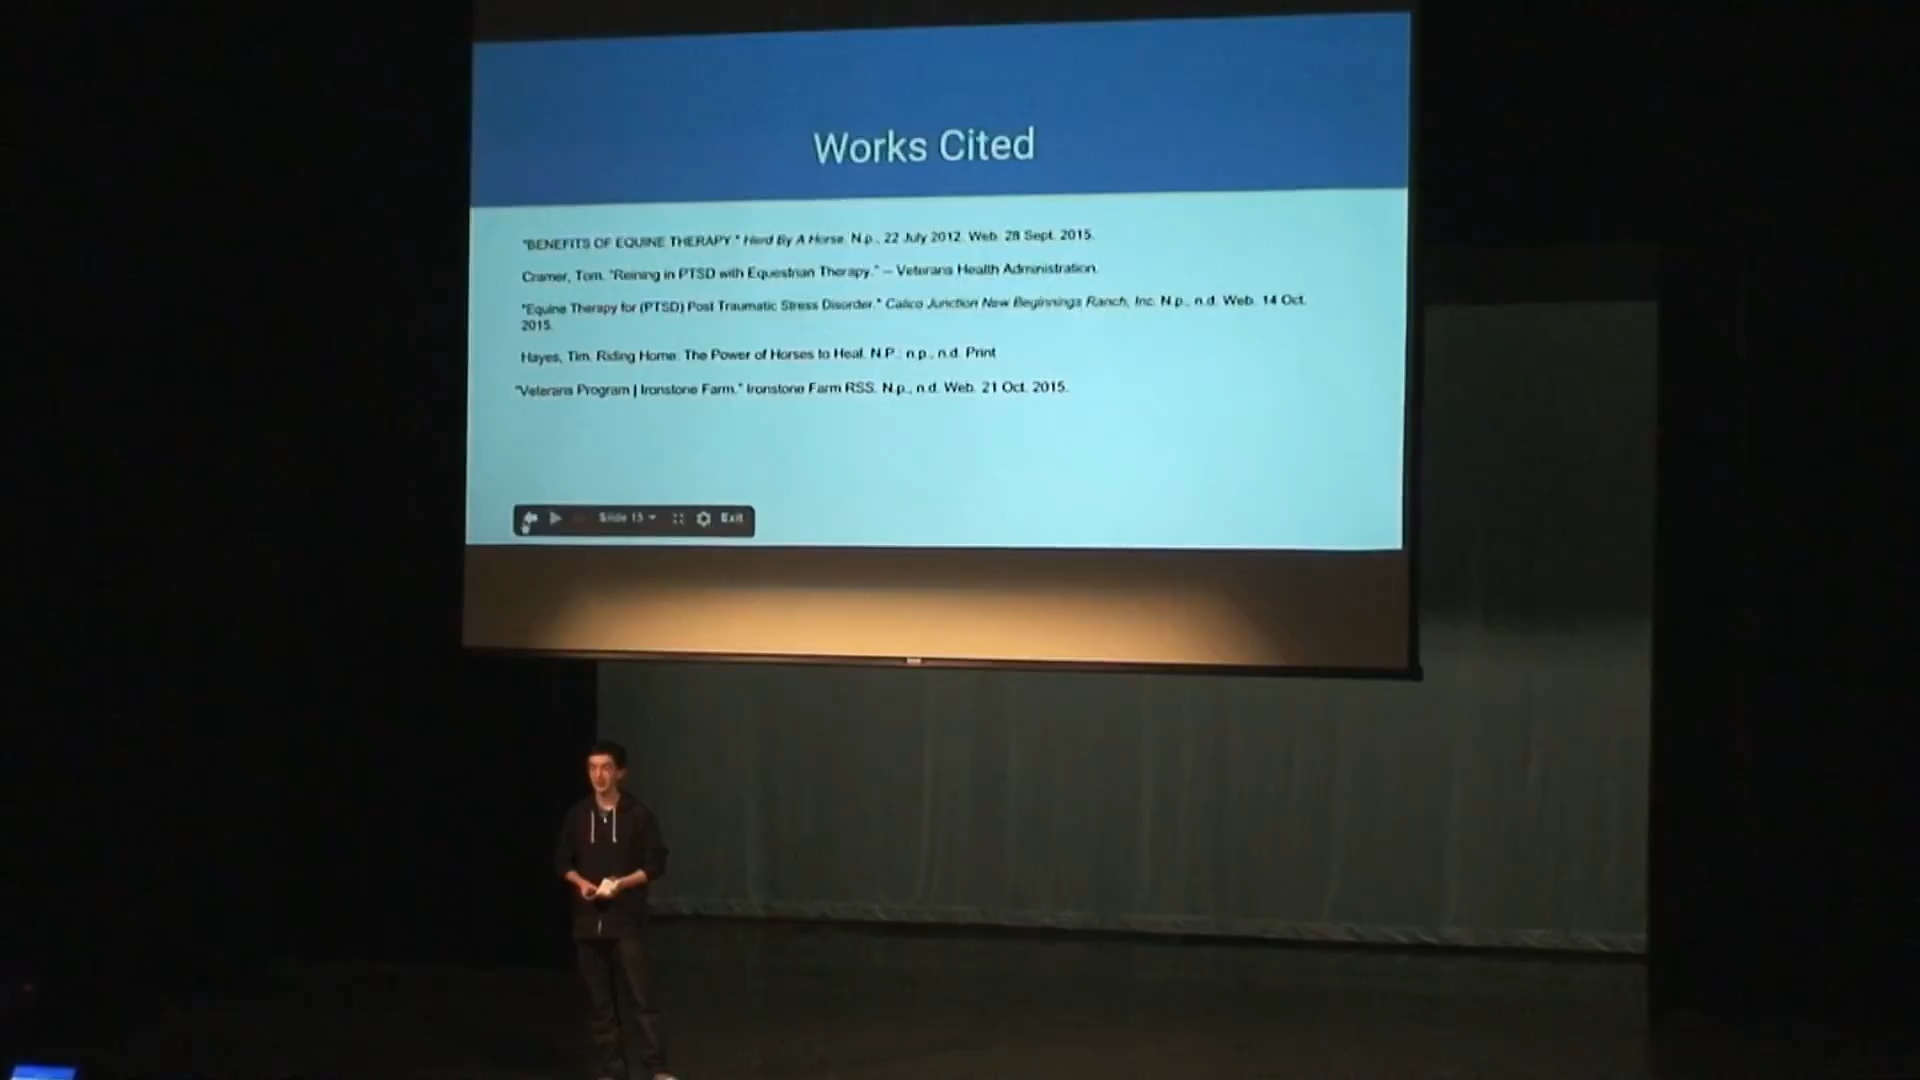 Works Cited
"BENEFITS OF EQUINE THERAPY." Herd By A Horse. N.p., 22 July 2012. Web. 28 Sept. 2015.
Cramer, Tom. "Reining in PTSD with Equestrian Therapy." – Veterans Health Administration.
"Equine Therapy for (PTSD) Post Traumatic Stress Disorder." Calico Junction New Beginnings Ranch, Inc. N.p., n.d. Web. 14 Oct.
2015.
Hayes, Tim. Riding Home: The Power of Horses to Heal. N.P.: n.p., n.d. Print
"Veterans Program | Ironstone Farm." Ironstone Farm RSS. N.p., n.d. Web. 21 Oct. 2015.
Slide 15 Exit